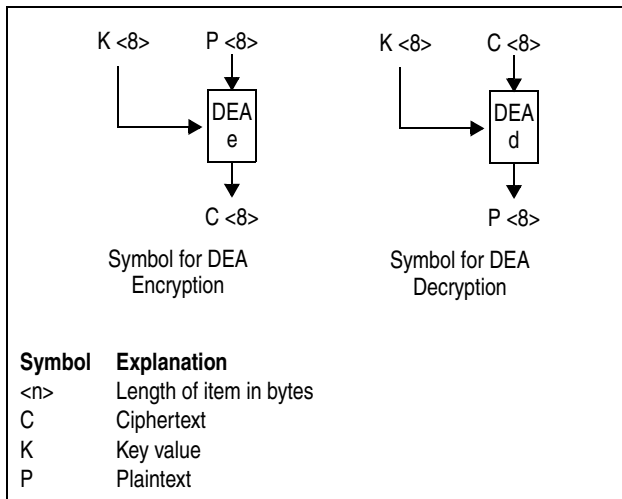 K <8> P <8> K <8> C <8>
DEA DEA
e d
C <8> P <8>
Symbol for DEA Symbol for DEA
Encryption Decryption
Symbol Explanation
<n> Length of item in bytes
C Ciphertext
K Key value
P Plaintext